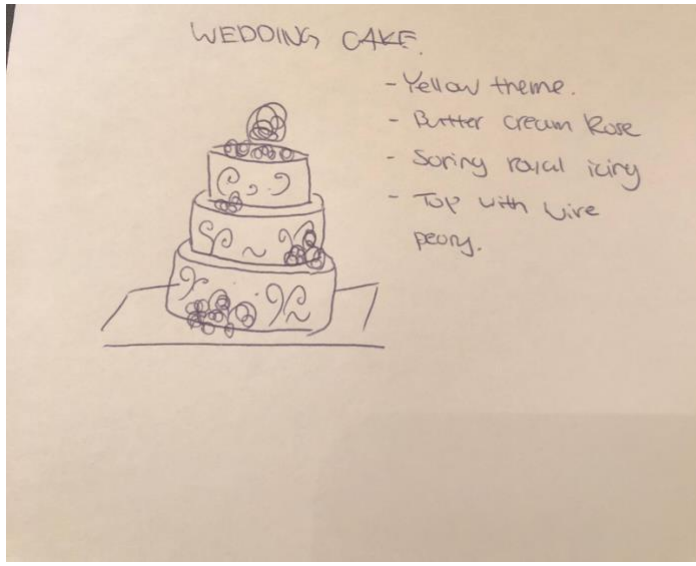 WEDDING CAKE.
- Yellow theme.
- Butter cream Rose
- Soring royal icing
- Top with wire
peony.